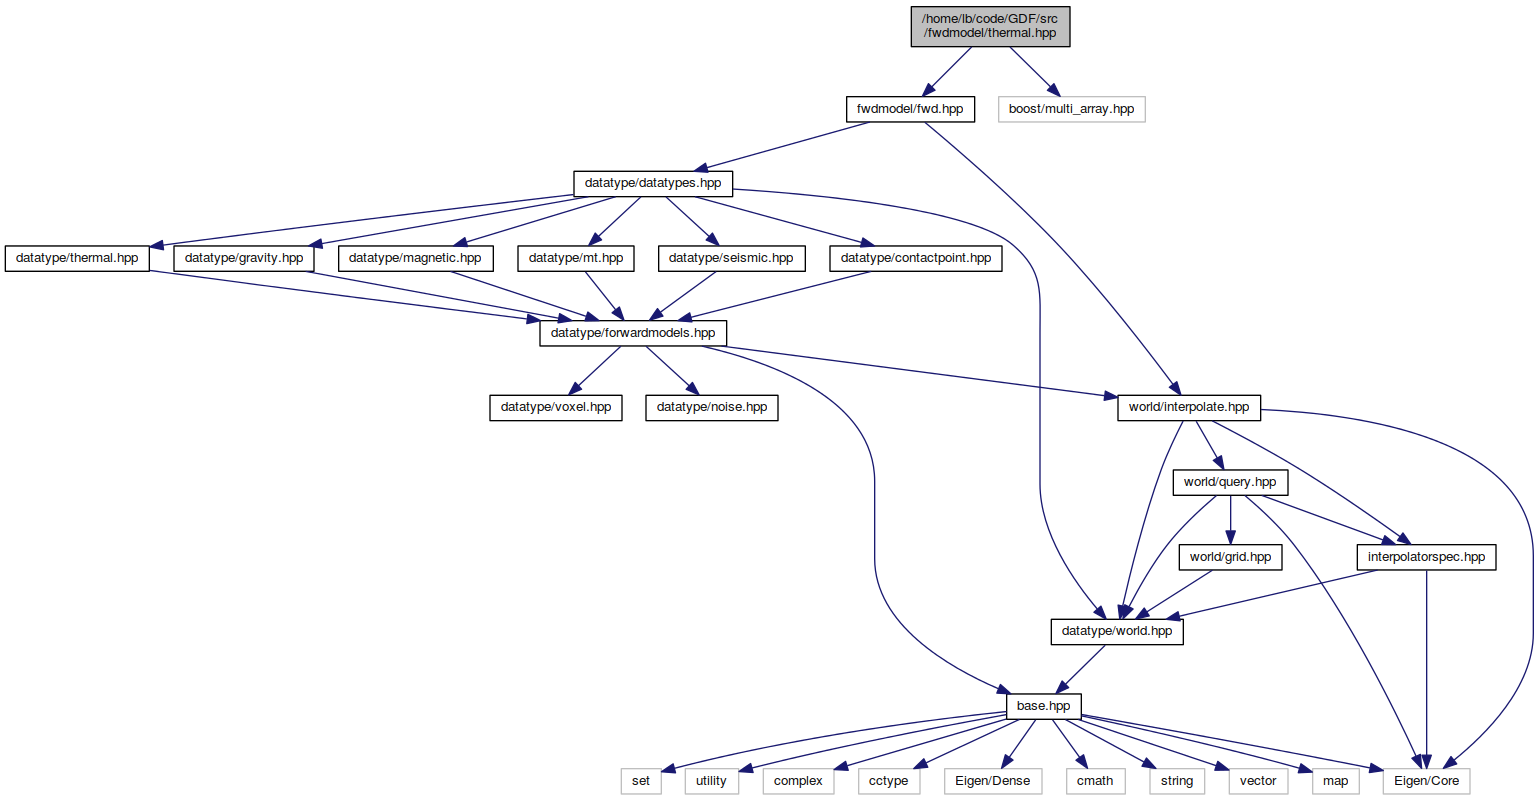 /home/lb/code/GDF/src
/fwdmodel/thermal.hpp
fwdmodel/fwd.hpp
boost/multi_array.hpp
datatype/datatypes.hpp
datatype/thermal.hpp
datatype/gravity.hpp
datatype/magnetic.hpp
datatype/mt.hpp
datatype/seismic.hpp
datatype/contactpoint.hpp
datatype/forwardmodels.hpp
datatype/voxel.hpp
datatype/noise.hpp
world/interpolate.hpp
world/query.hpp
world/grid.hpp
interpolatorspec.hpp
datatype/world.hpp
base.hpp
set
utility
complex
cctype
Eigen/Dense
cmath
string
vector
map
Eigen/Core